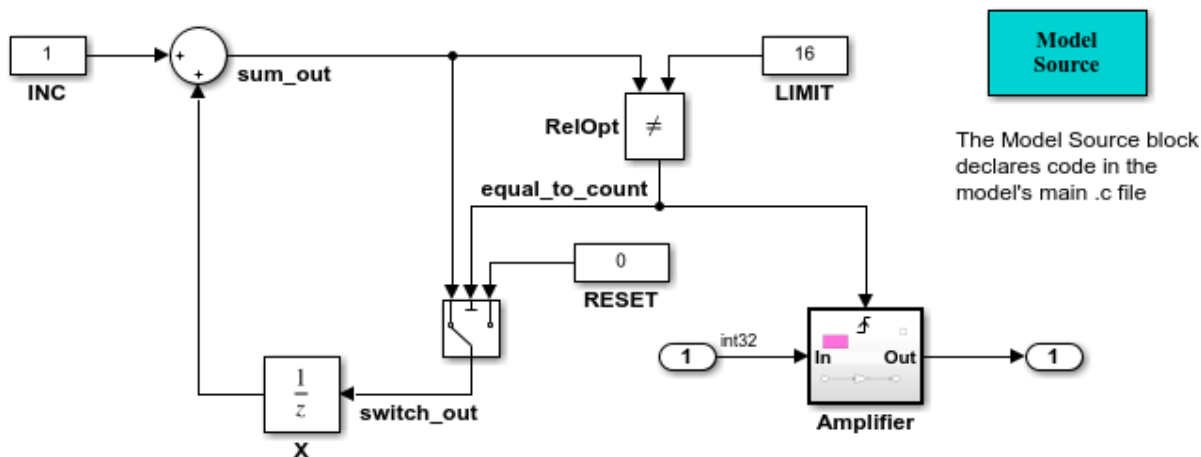 1
INC
+
+
sum_out
16
LIMIT
Model
Source
The Model Source block
declares code in the
model's main .c file
RelOpt
≠
equal_to_count
0
RESET
1
z
X
switch_out
1
int32
In
Out
Amplifier
1